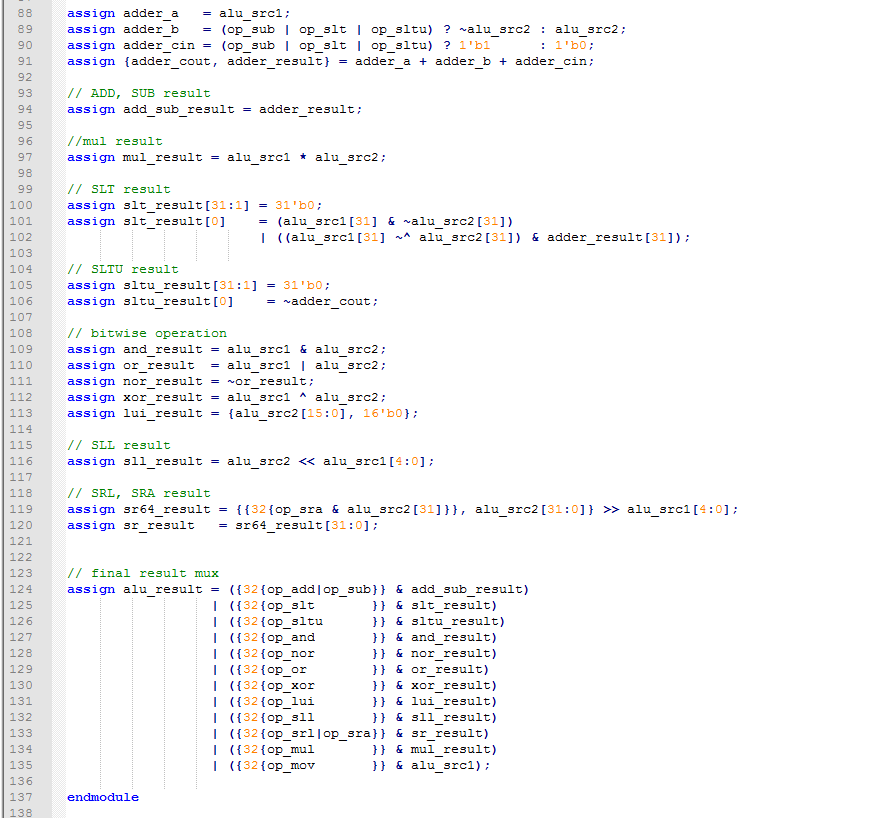 88 assign adder_a   = alu_src1;
89 assign adder_b   = (op_sub | op_slt | op_sltu) ? ~alu_src2 : alu_src2;
90 assign adder_cin = (op_sub | op_slt | op_sltu) ? 1'b1      : 1'b0;
91 assign {adder_cout, adder_result} = adder_a + adder_b + adder_cin;
92
93 // ADD, SUB result
94 assign add_sub_result = adder_result;
95
96 //mul result
97 assign mul_result = alu_src1 * alu_src2;
98
99 // SLT result
100 assign slt_result[31:1] = 31'b0;
101 assign slt_result[0]    = (alu_src1[31] & ~alu_src2[31])
102                         | ((alu_src1[31] ~^ alu_src2[31]) & adder_result[31]);
103
104 // SLTU result
105 assign sltu_result[31:1] = 31'b0;
106 assign sltu_result[0]    = ~adder_cout;
107
108 // bitwise operation
109 assign and_result = alu_src1 & alu_src2;
110 assign or_result  = alu_src1 | alu_src2;
111 assign nor_result = ~or_result;
112 assign xor_result = alu_src1 ^ alu_src2;
113 assign lui_result = {alu_src2[15:0], 16'b0};
114
115 // SLL result
116 assign sll_result = alu_src2 << alu_src1[4:0];
117
118 // SRL, SRA result
119 assign sr64_result = {{32{op_sra & alu_src2[31]}}, alu_src2[31:0]} >> alu_src1[4:0];
120 assign sr_result   = sr64_result[31:0];
121
122
123 // final result mux
124 assign alu_result = ({32{op_add|op_sub}} & add_sub_result)
125                   | ({32{op_slt       }} & slt_result)
126                   | ({32{op_sltu      }} & sltu_result)
127                   | ({32{op_and       }} & and_result)
128                   | ({32{op_nor       }} & nor_result)
129                   | ({32{op_or        }} & or_result)
130                   | ({32{op_xor       }} & xor_result)
131                   | ({32{op_lui       }} & lui_result)
132                   | ({32{op_sll       }} & sll_result)
133                   | ({32{op_srl|op_sra}} & sr_result)
134                   | ({32{op_mul       }} & mul_result)
135                   | ({32{op_mov       }} & alu_src1);
136
137 endmodule
138